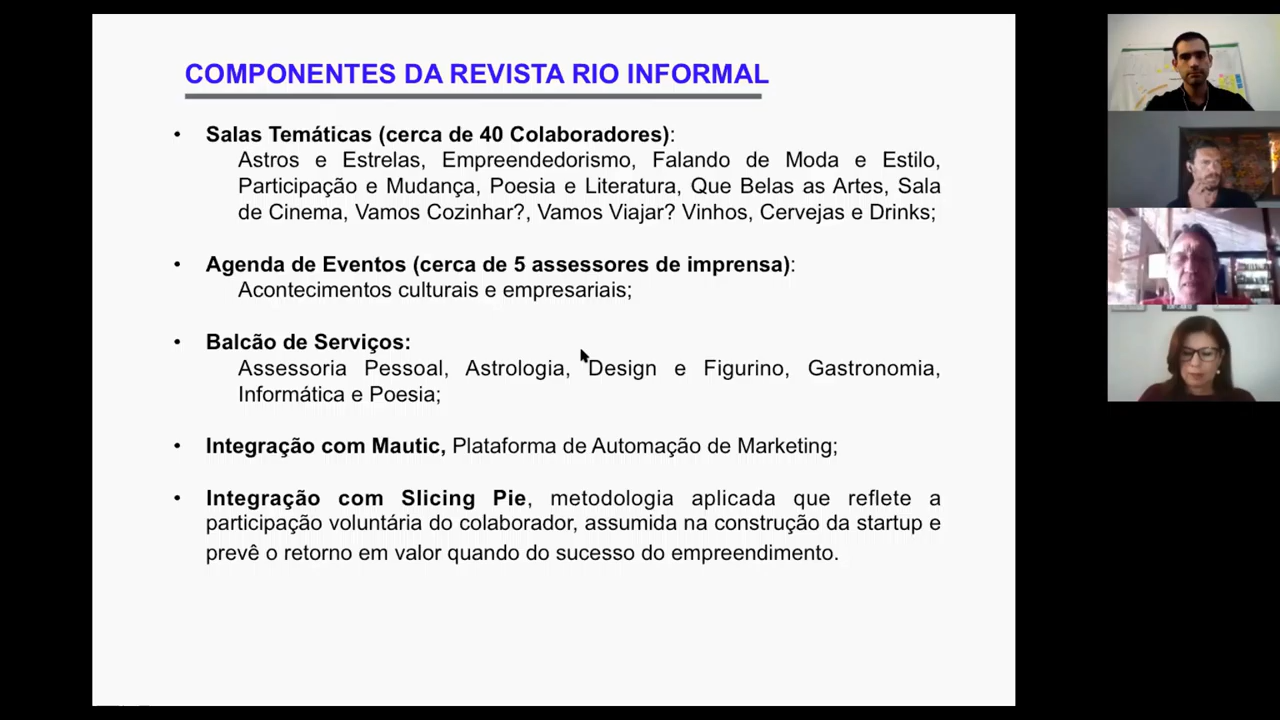 COMPONENTES DA REVISTA RIO INFORMAL
• Salas Temáticas (cerca de 40 Colaboradores):
Astros e Estrelas, Empreendedorismo, Falando de Moda e Estilo,
Participação e Mudança, Poesia e Literatura, Que Belas as Artes, Sala
de Cinema, Vamos Cozinhar?, Vamos Viajar? Vinhos, Cervejas e Drinks;
• Agenda de Eventos (cerca de 5 assessores de imprensa):
Acontecimentos culturais e empresariais;
• Balcão de Serviços:
Assessoria Pessoal, Astrologia, Design e Figurino, Gastronomia,
Informática e Poesia;
• Integração com Mautic, Plataforma de Automação de Marketing;
• Integração com Slicing Pie, metodologia aplicada que reflete a
participação voluntária do colaborador, assumida na construção da startup e
prevê o retorno em valor quando do sucesso do empreendimento.